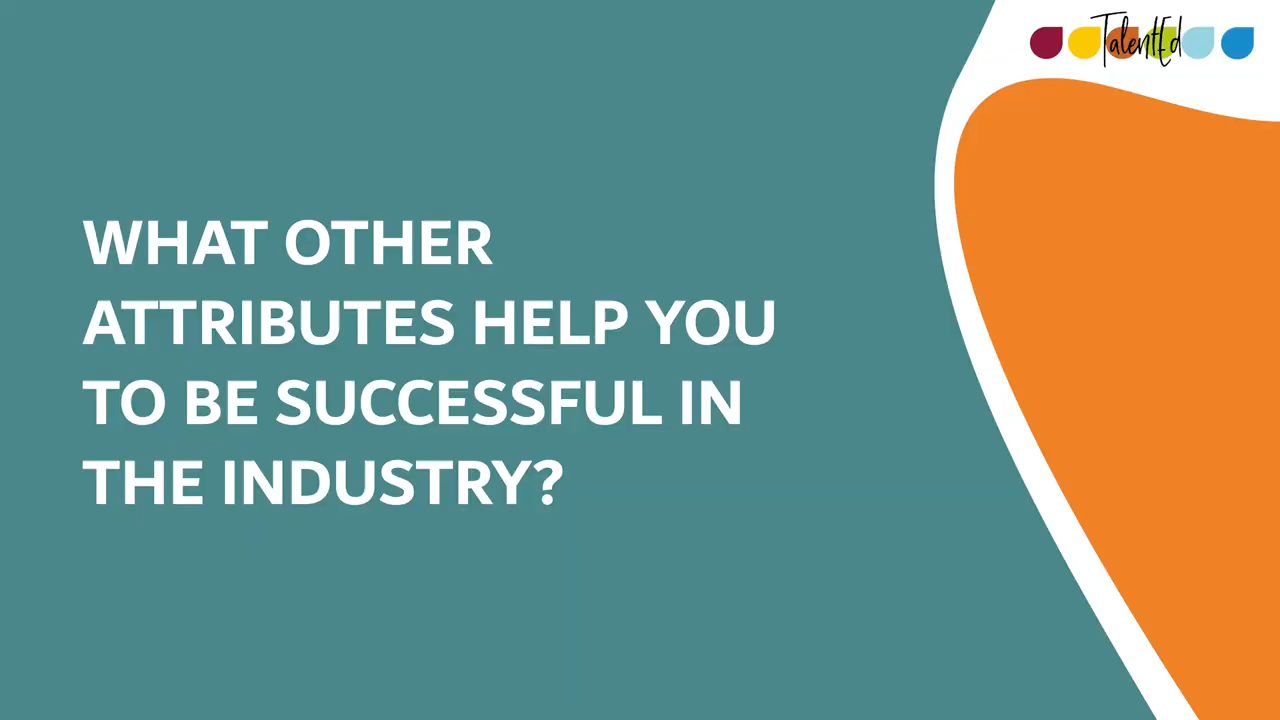 TalentEd
WHAT OTHER
ATTRIBUTES HELP YOU
TO BE SUCCESSFUL IN
THE INDUSTRY?